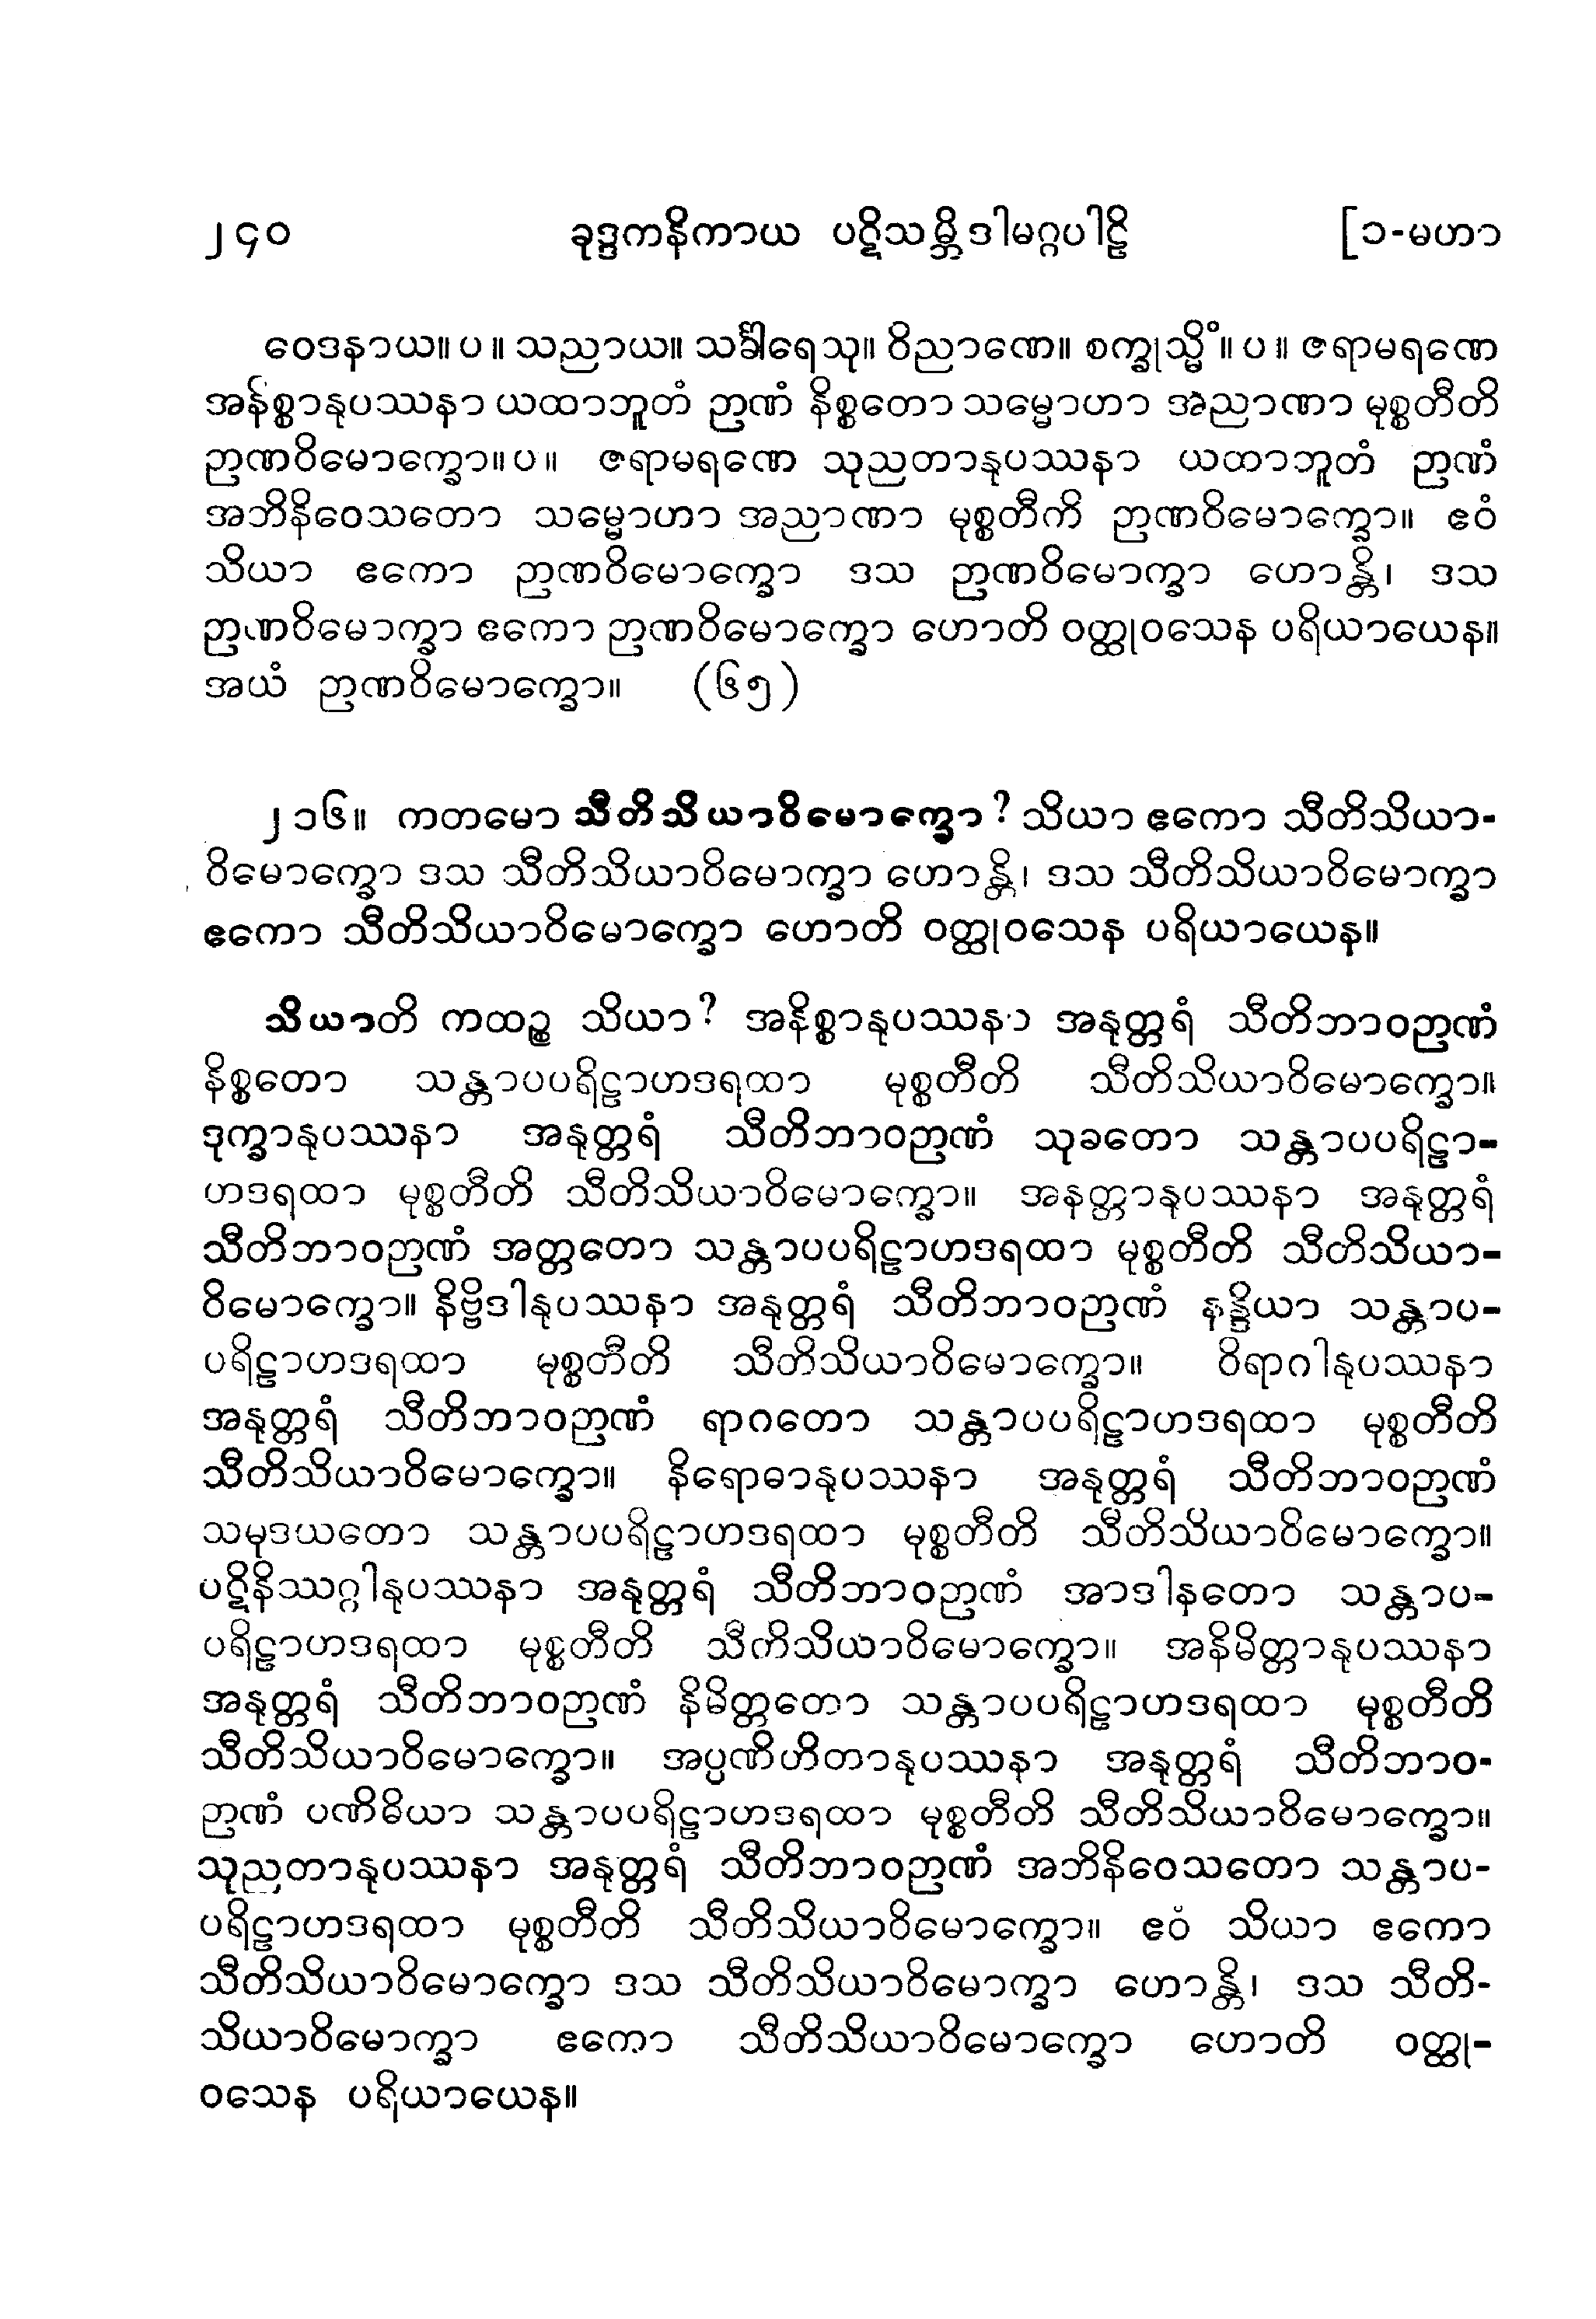 ၂၄၀ ခုဒ္ဒကနိကာယ ပဋိသမ္ဘိဒါမဂ္ဂပါဠိ [၁-မဟာ
ဝေဒနာယ။ ပ ။ သညာယ။ သင်္ခါရေသု။ ဝိညာဏေ။ စက္ခုသ္မိံ ။ ပ ။ ဇရာမရဏေ
အနိစ္စာနုပဿနာ ယထာဘူတံ ဉာဏံ နိစ္စတော သမ္မောဟာ အညာဏာ မုစ္စတီတိ
ဉာဏဝိမောက္ခော။ ပ ။ ဇရာမရဏေ သုညတာနုပဿနာ ယထာဘူတံ ဉာဏံ
အဘိနိဝေသတော သမ္မောဟာ အညာဏာ မုစ္စတီကိ ဉာဏဝိမောက္ခော။ ဧဝံ
သိယာ ဧကော ဉာဏဝိမောက္ခော ဒသ ဉာဏဝိမောက္ခာ ဟောန္တိ၊ ဒသ
ဉာဏဝိမောက္ခာ ဧကော ဉာဏဝိမောက္ခော ဟောတိ ဝတ္ထုဝသေန ပရိယာယေန။
အယံ ဉာဏဝိမောက္ခော။ (၆၅)
၂၁၆။ ကတမော သီတိသိယာဝိမောက္ခော? သိယာ ဧကော သီတိသိယာ-
ဝိမောက္ခော ဒသ သီတိသိယာဝိမောက္ခာ ဟောန္တိ၊ ဒသ သီတိသိယာဝိမောက္ခာ
ဧကော သီတိသိယာဝိမောက္ခော ဟောတိ ဝတ္ထုဝသေန ပရိယာယေန။
သိယာတိ ကထဉ္စ သိယာ? အနိစ္စာနုပဿနာ အနုတ္တရံ သီတိဘာဝဉာဏံ
နိစ္စတော သန္တာပပရိဠာဟဒရထာ မုစ္စတီတိ သီတိသိယာဝိမောက္ခော။
ဒုက္ခာနုပဿနာ အနုတ္တရံ သီတိဘာဝဉာဏံ သုခတော သန္တာပပရိဠာ-
ဟဒရထာ မုစ္စတီတိ သီတိသိယာဝိမောက္ခော။ အနတ္တာနုပဿနာ အနုတ္တရံ
သီတိဘာဝဉာဏံ အတ္တတော သန္တာပပရိဠာဟဒရထာ မုစ္စတီတိ သီတိသိယာ-
ဝိမောက္ခော။ နိဗ္ဗိဒါနုပဿနာ အနုတ္တရံ သီတိဘာဝဉာဏံ နန္ဒိယာ သန္တာပ-
ပရိဠာဟဒရထာ မုစ္စတီတိ သီတိသိယာဝိမောက္ခော။ ဝိရာဂါနုပဿနာ
အနုတ္တရံ သီတိဘာဝဉာဏံ ရာဂတော သန္တာပပရိဠာဟဒရထာ မုစ္စတီတိ
သီတိသိယာဝိမောက္ခော။ နိရောဓာနုပဿနာ အနုတ္တရံ သီတိဘာဝဉာဏံ
သမုဒယတော သန္တာပပရိဠာဟဒရထာ မုစ္စတီတိ သီတိသိယာဝိမောက္ခော။
ပဋိနိဿဂ္ဂါနုပဿနာ အနုတ္တရံ သီတိဘာဝဉာဏံ အာဒါနတော သန္တာပ-
ပရိဠာဟဒရထာ မုစ္စတီတိ သီကိသိယာဝိမောက္ခော။ အနိမိတ္တာနုပဿနာ
အနုတ္တရံ သီတိဘာဝဉာဏံ နိမိတ္တတော သန္တာပပရိဠာဟဒရထာ မုစ္စတီတိ
သီတိသိယာဝိမောက္ခော။ အပ္ပဏိဟိတာနုပဿနာ အနုတ္တရံ သီတိဘာဝ-
ဉာဏံ ပဏိဓိယာ သန္တာပပရိဠာဟဒရထာ မုစ္စတီတိ သီတိသိယာဝိမောက္ခော။
သုညတာနုပဿနာ အနုတ္တရံ သီတိဘာဝဉာဏံ အဘိနိဝေသတော သန္တာပ-
ပရိဠာဟဒရထာ မုစ္စတီတိ သီတိသိယာဝိမောက္ခော။ ဧဝံ သိယာ ဧကော
သီတိသိယာဝိမောက္ခော ဒသ သီတိသိယာဝိမောက္ခာ ဟောန္တိ၊ ဒသ သီတိ-
သိယာဝိမောက္ခာ ဧကော သီတိသိယာဝိမောက္ခော ဟောတိ ဝတ္ထု-
ဝသေန ပရိယာယေန။